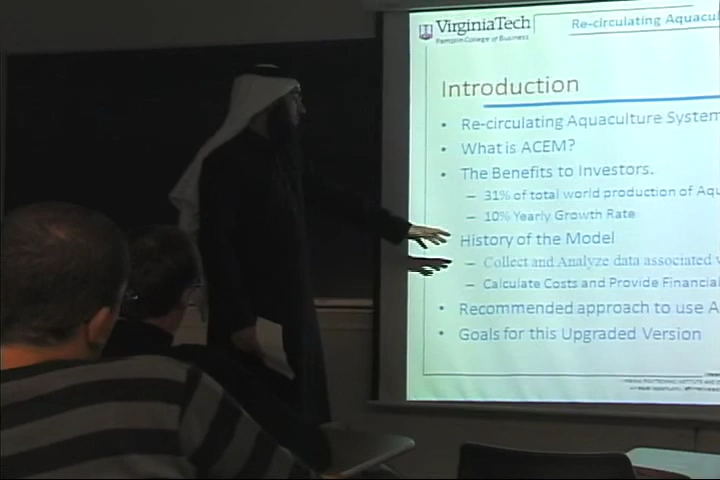 VirginiaTech
Pamplin College of Business
Re-circulating Aquacu
Introduction
• Re-circulating Aquaculture System
• What is ACEM?
• The Benefits to Investors.
– 31% of total world production of Aqu
– 10% Yearly Growth Rate
History of the Model
– Collect and Analyze data associated w
– Calculate Costs and Provide Financial
• Recommended approach to use A
• Goals for this Upgraded Version